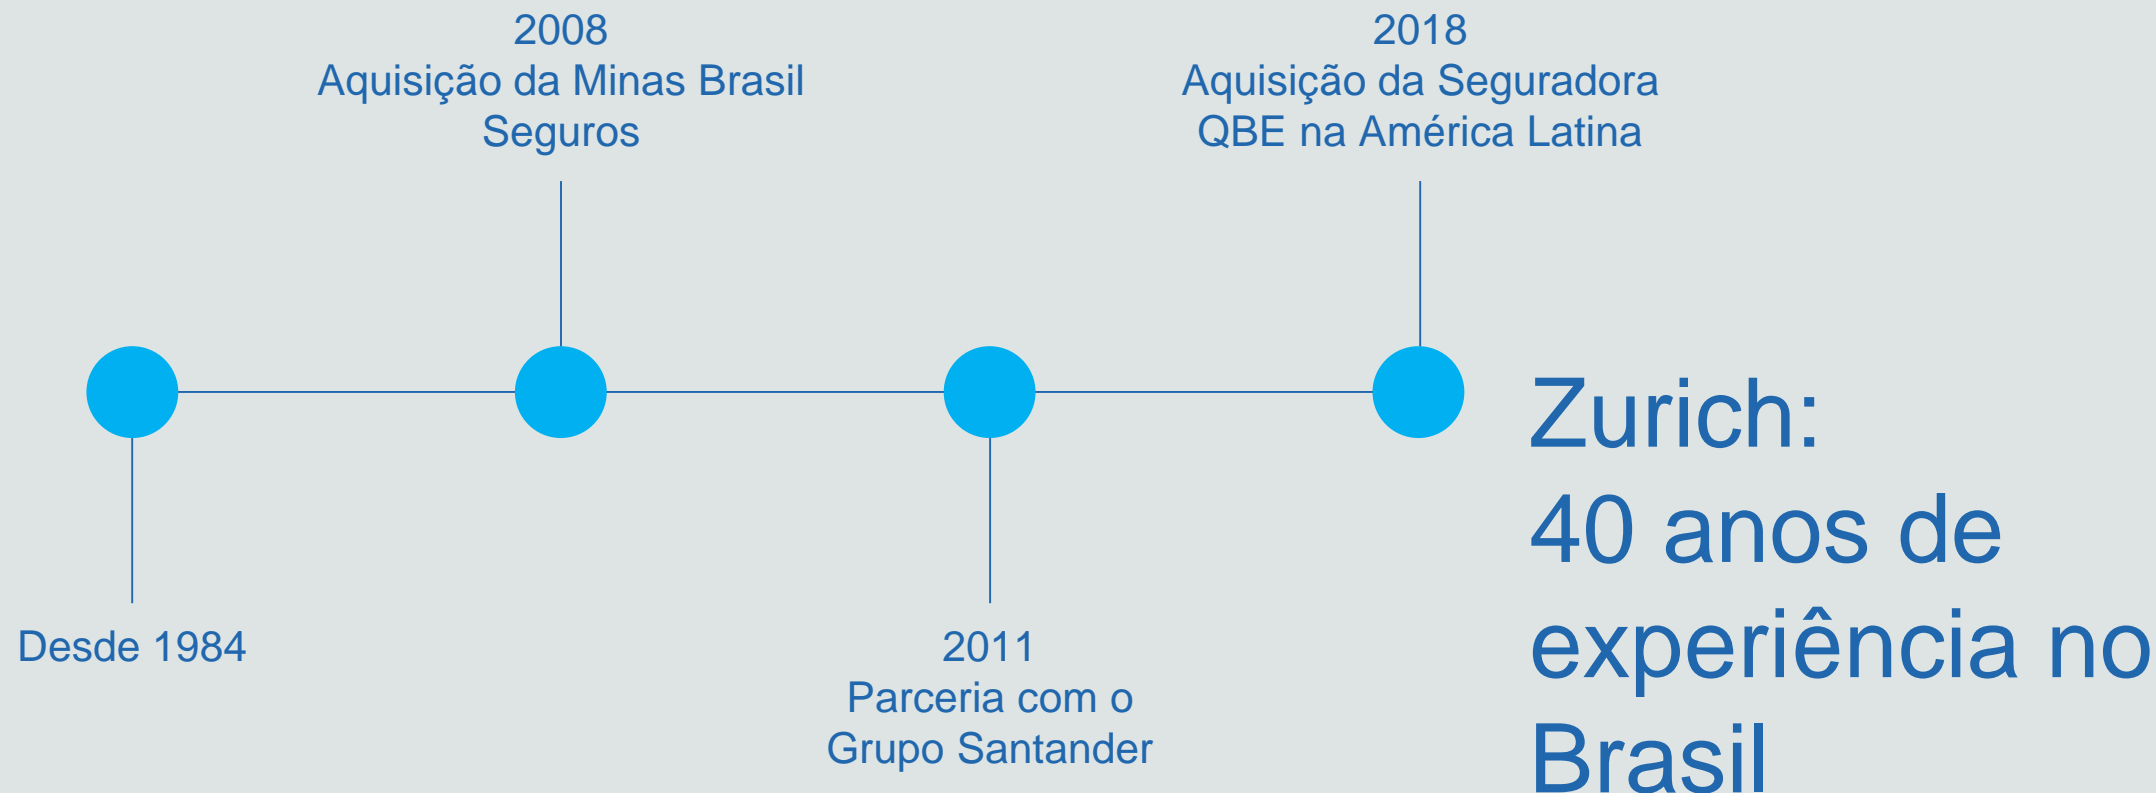 2008
Aquisição da Minas Brasil
Seguros
2018
Aquisição da Seguradora
QBE na América Latina
Desde 1984
2011
Parceria com o
Grupo Santander
Zurich:
40 anos de
experiência no
Brasil